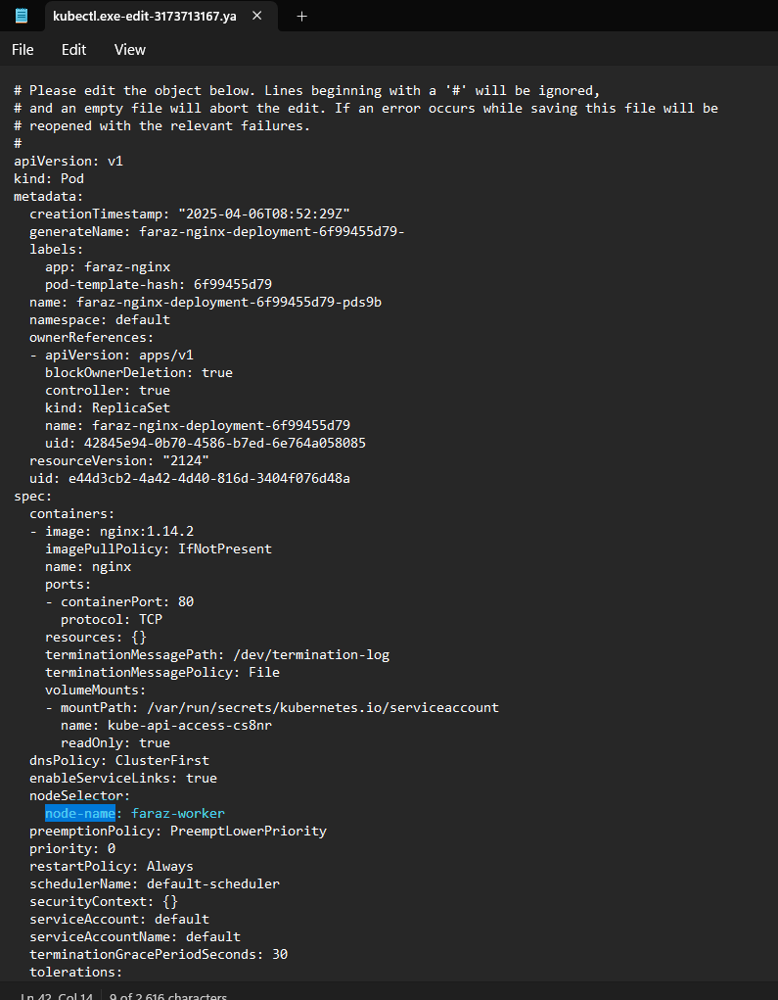 kubectl.exe-edit-3173713167.ya
File Edit View
# Please edit the object below. Lines beginning with a '#' will be ignored,
# and an empty file will abort the edit. If an error occurs while saving this file will be
# reopened with the relevant failures.
#
apiVersion: v1
kind: Pod
metadata:
  creationTimestamp: "2025-04-06T08:52:29Z"
  generateName: faraz-nginx-deployment-6f99455d79-
  labels:
    app: faraz-nginx
    pod-template-hash: 6f99455d79
  name: faraz-nginx-deployment-6f99455d79-pds9b
  namespace: default
  ownerReferences:
  - apiVersion: apps/v1
    blockOwnerDeletion: true
    controller: true
    kind: ReplicaSet
    name: faraz-nginx-deployment-6f99455d79
    uid: 42845e94-0b70-4586-b7ed-6e764a058085
  resourceVersion: "2124"
  uid: e44d3cb2-4a42-4d40-816d-3404f076d48a
spec:
  containers:
  - image: nginx:1.14.2
    imagePullPolicy: IfNotPresent
    name: nginx
    ports:
    - containerPort: 80
      protocol: TCP
    resources: {}
    terminationMessagePath: /dev/termination-log
    terminationMessagePolicy: File
    volumeMounts:
    - mountPath: /var/run/secrets/kubernetes.io/serviceaccount
      name: kube-api-access-cs8nr
      readOnly: true
  dnsPolicy: ClusterFirst
  enableServiceLinks: true
  nodeSelector:
    node-name: faraz-worker
  preemptionPolicy: PreemptLowerPriority
  priority: 0
  restartPolicy: Always
  schedulerName: default-scheduler
  securityContext: {}
  serviceAccount: default
  serviceAccountName: default
  terminationGracePeriodSeconds: 30
  tolerations:
Ln 42, Col 14 9 of 2,616 characters